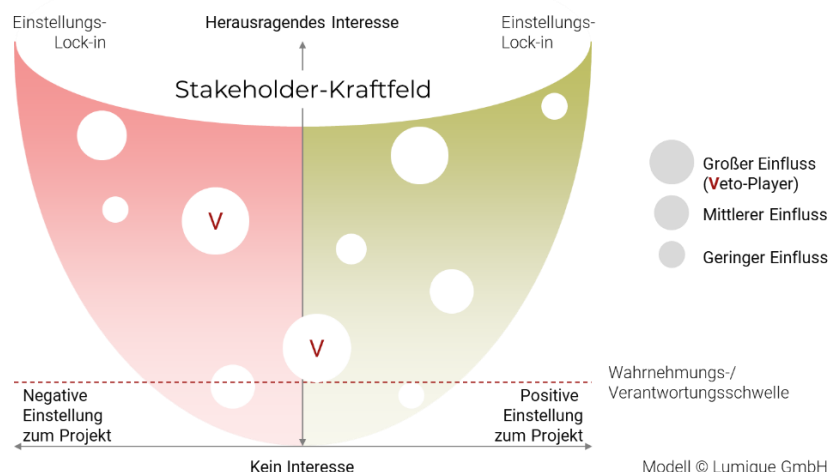 Einstellungs-
Lock-in
Herausragendes Interesse
Einstellungs-
Lock-in
Stakeholder-Kraftfeld
V
V
Großer Einfluss
(Veto-Player)
Mittlerer Einfluss
Geringer Einfluss
Wahrnehmungs-/
Verantwortungsschwelle
Negative
Einstellung
zum Projekt
Positive
Einstellung
zum Projekt
Kein Interesse
Modell © Lumique GmbH